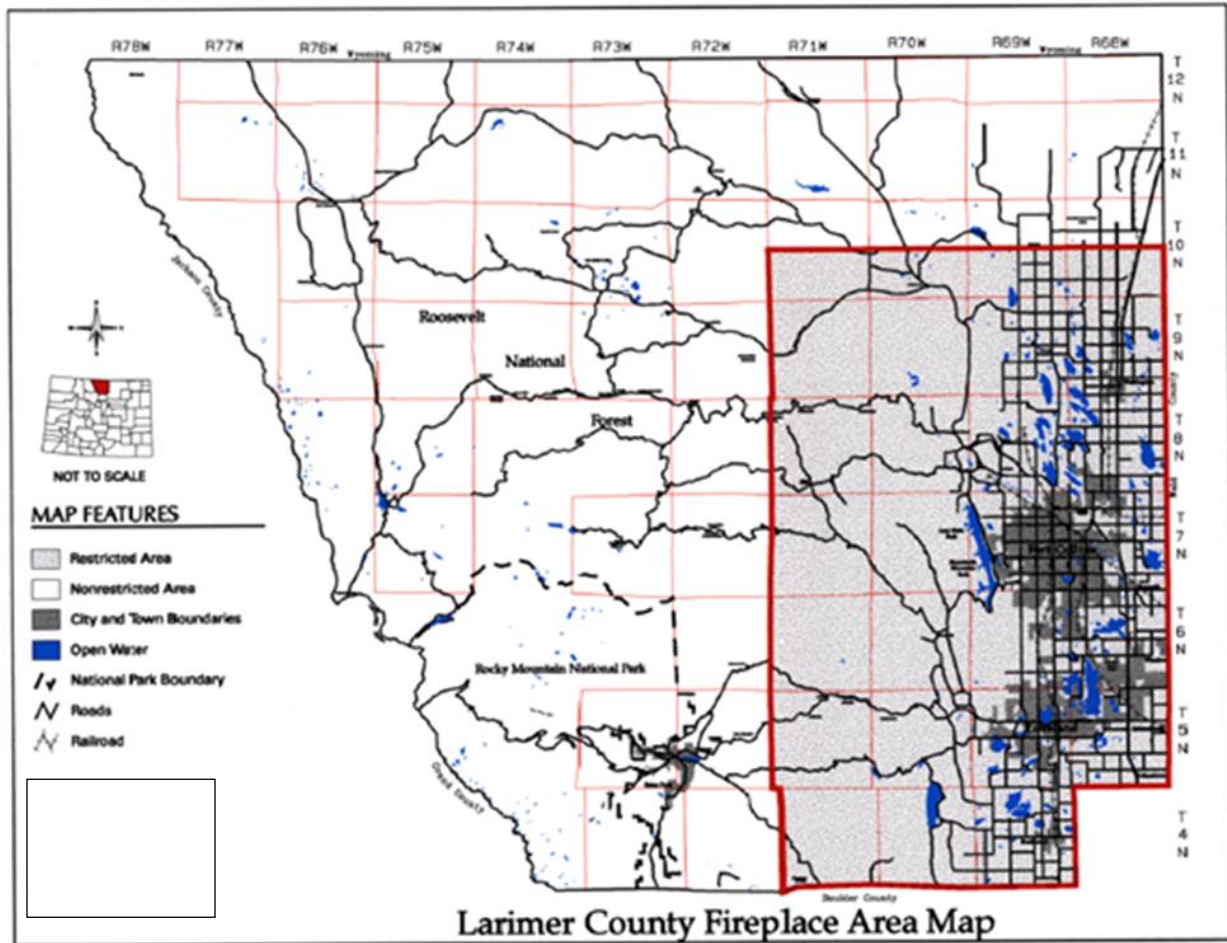 R78W R77W R76W Wyoming R75W R74W R73W R72W R71W R70W R69W Wyoming R68W
T
12
N
T
11
N
T
10
N
T
9
N
County
T
8
N
Weld
T
7
N
T
6
N
T
5
N
T
4
N
Jackson County
Roosevelt
National
Forest
NOT TO SCALE
MAP FEATURES
Restricted Area
Nonrestricted Area
City and Town Boundaries
Open Water
National Park Boundary
Roads
Railroad
Rocky Mountain National Park
Grand County
Boulder County
Larimer County Fireplace Area Map